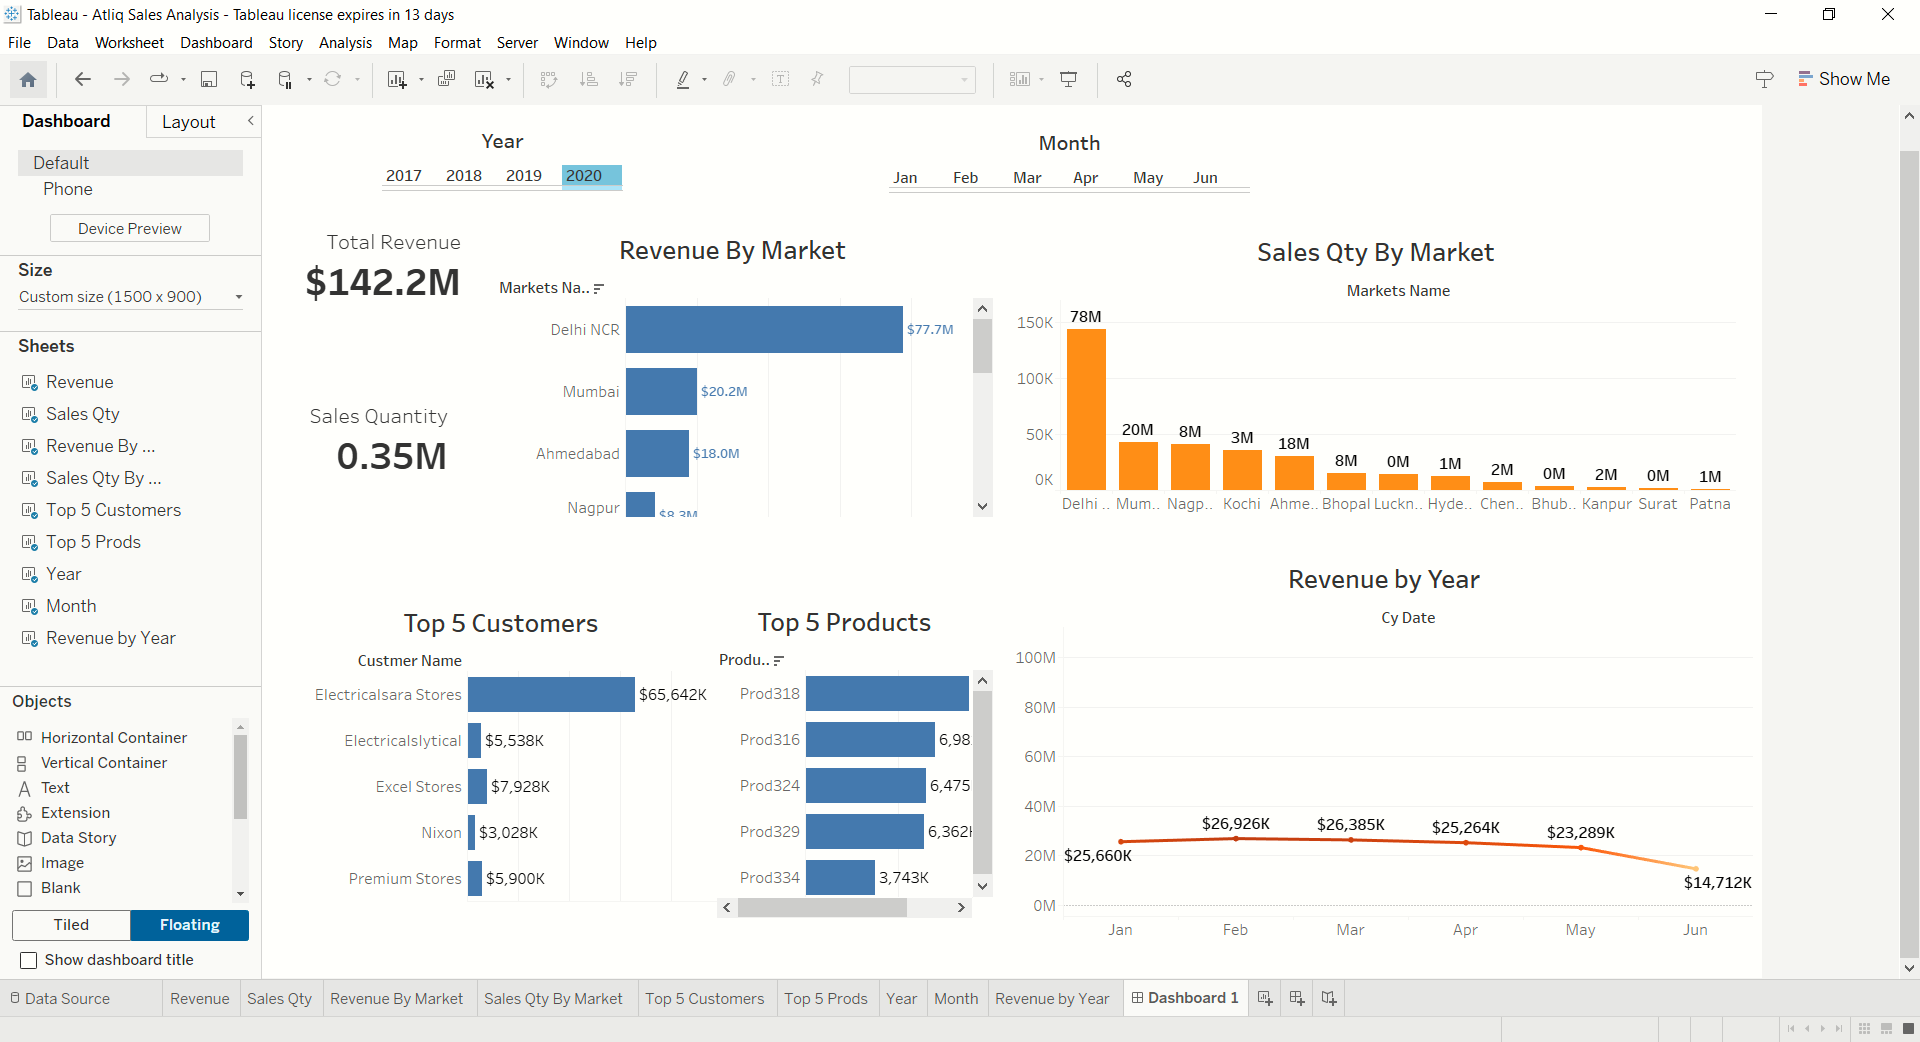 Tableau - Atliq Sales Analysis - Tableau license expires in 13 days
File Data Worksheet Dashboard Story Analysis Map Format Server Window Help
Show Me
Dashboard Layout
Default
Phone
Device Preview
Size
Custom size (1500 x 900)
Sheets
Revenue
Sales Qty
Revenue By ...
Sales Qty By ...
Top 5 Customers
Top 5 Prods
Year
Month
Revenue by Year
Objects
Horizontal Container
Vertical Container
Text
Extension
Data Story
Image
Blank
Tiled Floating
Show dashboard title
Year
2017 2018 2019 2020
Month
Jan Feb Mar Apr May Jun
Total Revenue
$142.2M
Sales Quantity
0.35M
Revenue By Market
Markets Na..
Delhi NCR $77.7M
Mumbai $20.2M
Ahmedabad $18.0M
Nagpur $8.3M
Sales Qty By Market
Markets Name
150K
100K
50K
0K
78M 20M 8M 3M 18M 8M 0M 1M 2M 0M 2M 0M 1M
Delhi .. Mum.. Nagp.. Kochi Ahme.. Bhopal Luckn.. Hyde.. Chen.. Bhub.. Kanpur Surat Patna
Top 5 Customers
Custmer Name
Electricalsara Stores $65,642K
Electricalslytical $5,538K
Excel Stores $7,928K
Nixon $3,028K
Premium Stores $5,900K
Top 5 Products
Produ..
Prod318
Prod316 6,98
Prod324 6,475
Prod329 6,362K
Prod334 3,743K
Revenue by Year
Cy Date
100M
80M
60M
40M
20M
0M
$25,660K $26,926K $26,385K $25,264K $23,289K $14,712K
Jan Feb Mar Apr May Jun
Data Source Revenue Sales Qty Revenue By Market Sales Qty By Market Top 5 Customers Top 5 Prods Year Month Revenue by Year Dashboard 1